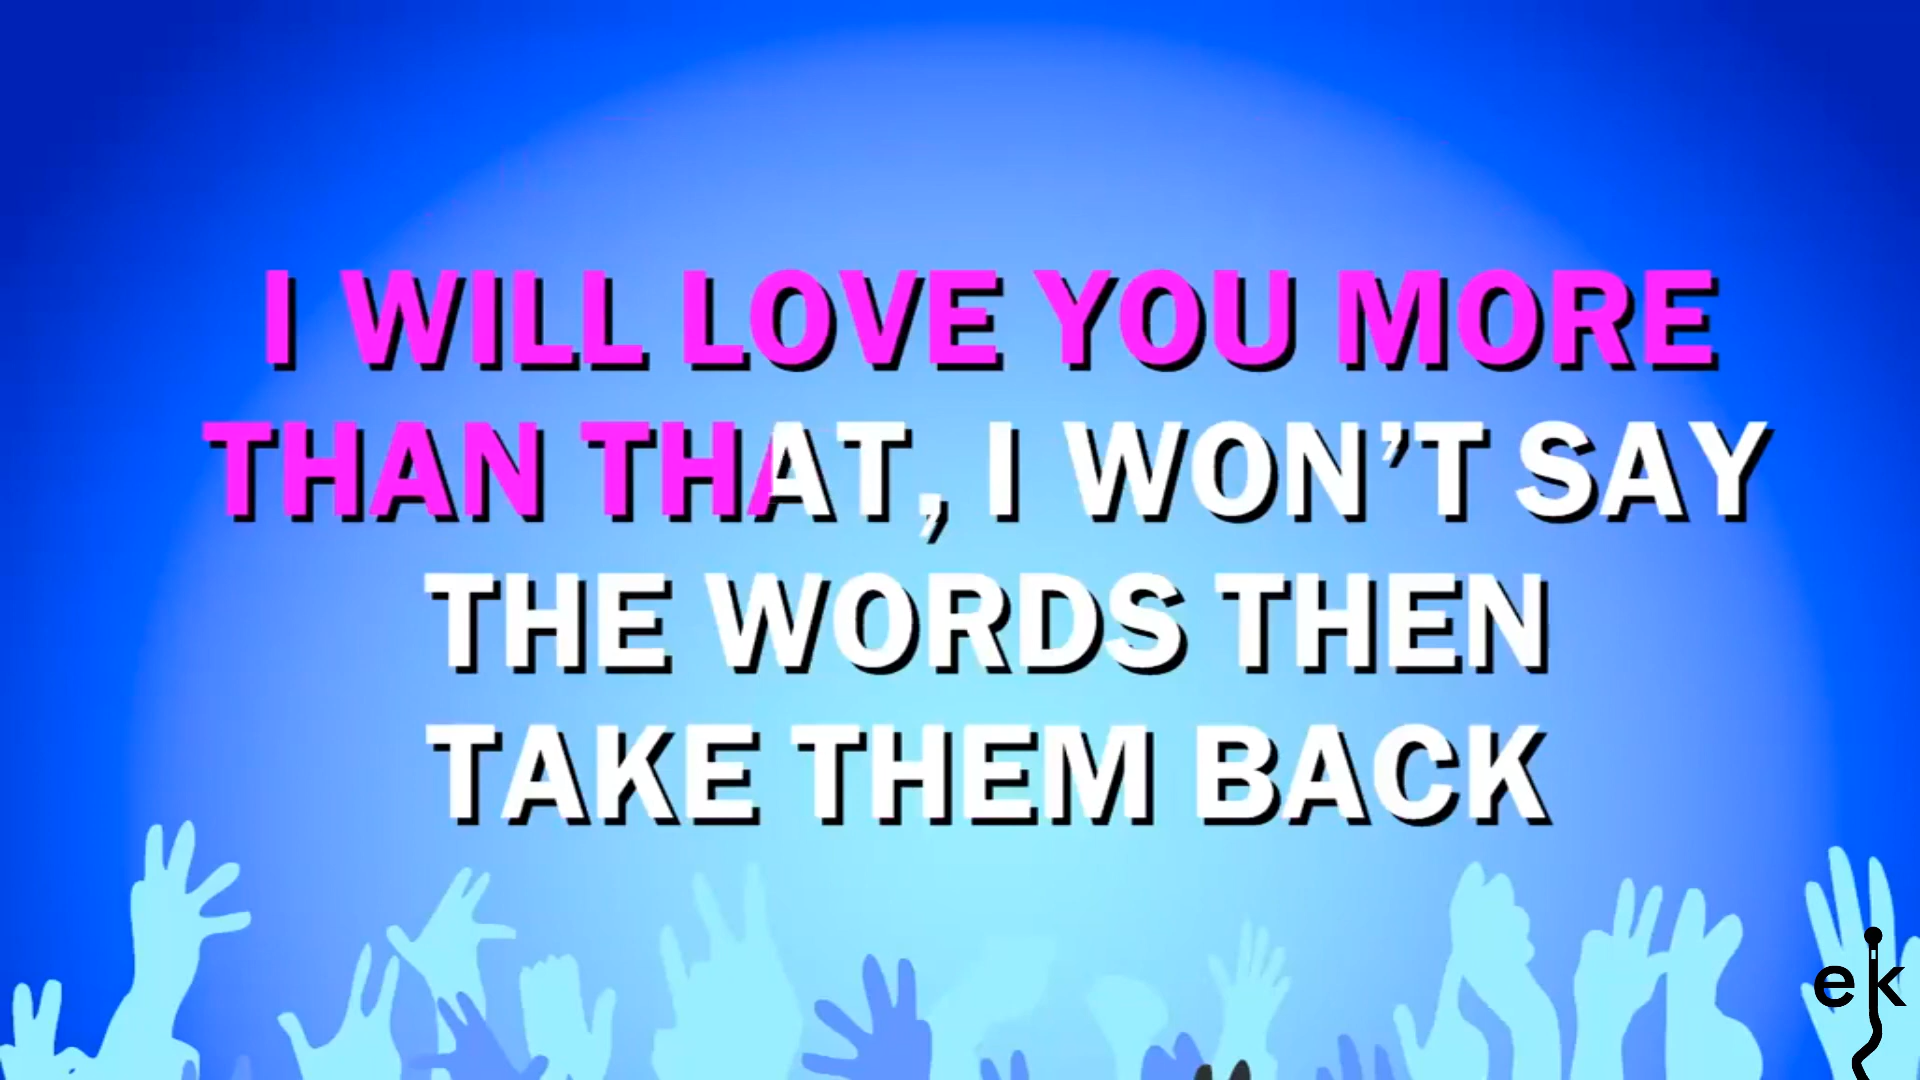 I WILL LOVE YOU MORE
THAN THAT, I WON’T SAY
THE WORDS THEN
TAKE THEM BACK
ek